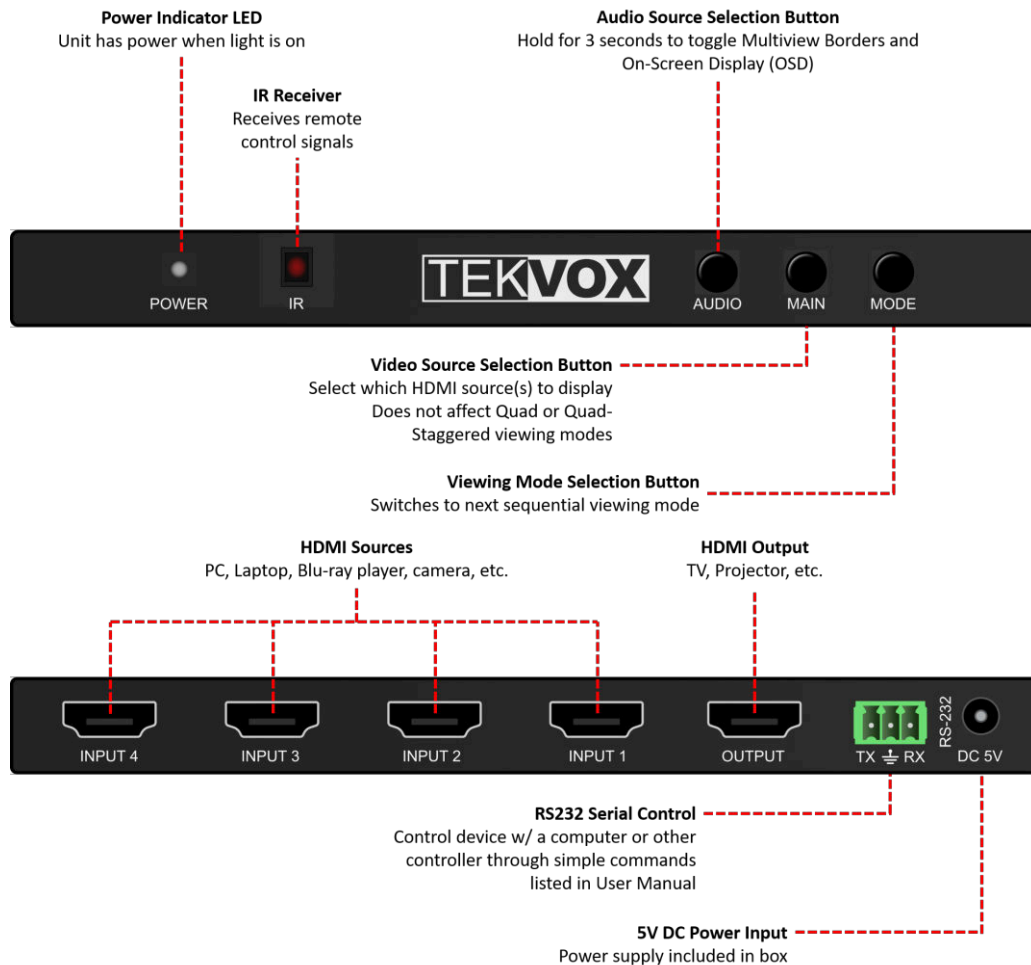 Power Indicator LED
Unit has power when light is on
Audio Source Selection Button
Hold for 3 seconds to toggle Multiview Borders and
On-Screen Display (OSD)
IR Receiver
Receives remote
control signals
POWER
IR
TEKVOX
AUDIO
MAIN
MODE
Video Source Selection Button
Select which HDMI source(s) to display
Does not affect Quad or Quad-
Staggered viewing modes
Viewing Mode Selection Button
Switches to next sequential viewing mode
HDMI Sources
PC, Laptop, Blu-ray player, camera, etc.
HDMI Output
TV, Projector, etc.
INPUT 4
INPUT 3
INPUT 2
INPUT 1
OUTPUT
TX RX
RS-232
DC 5V
RS232 Serial Control
Control device w/ a computer or other
controller through simple commands
listed in User Manual
5V DC Power Input
Power supply included in box